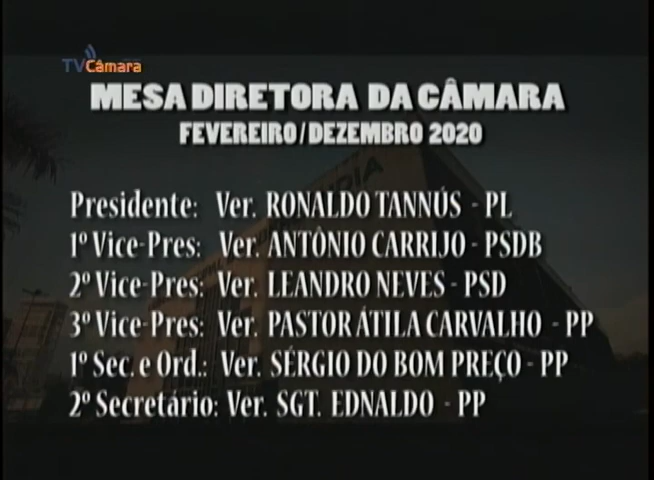 TVCâmara
MESA DIRETORA DA CÂMARA
FEVEREIRO/DEZEMBRO 2020
Presidente: Ver. RONALDO TANNÚS - PL
1º Vice-Pres: Ver. ANTÔNIO CARRIJO - PSDB
2º Vice-Pres: Ver. LEANDRO NEVES - PSD
3º Vice-Pres: Ver. PASTOR ÁTILA CARVALHO - PP
1º Sec. e Ord.: Ver. SÉRGIO DO BOM PREÇO - PP
2º Secretário: Ver. SGT. EDNALDO - PP